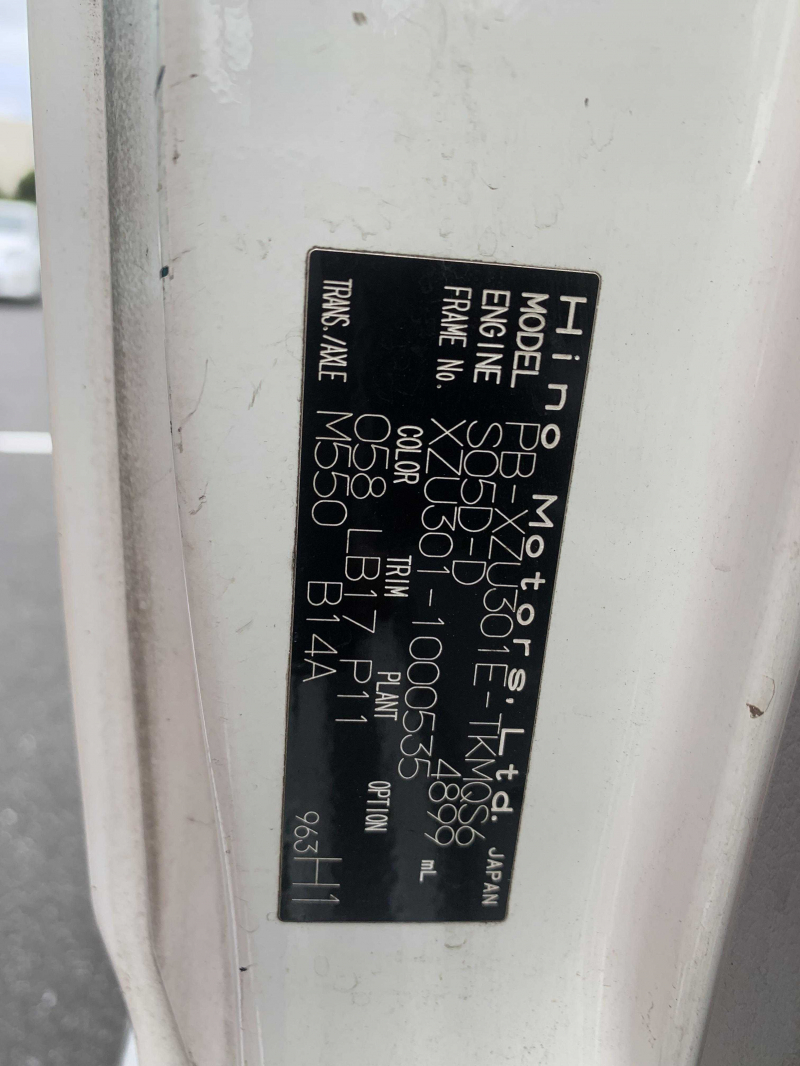 Hino Motors, Ltd. JAPAN
MODEL PB-XZU301E-TKMQS6
ENGINE S05D-D 4899 mL
FRAME No. XZU301-1000535
COLOR TRIM PLANT OPTION
058 LB17 P11
TRANS./AXLE M550 B14A
963H1